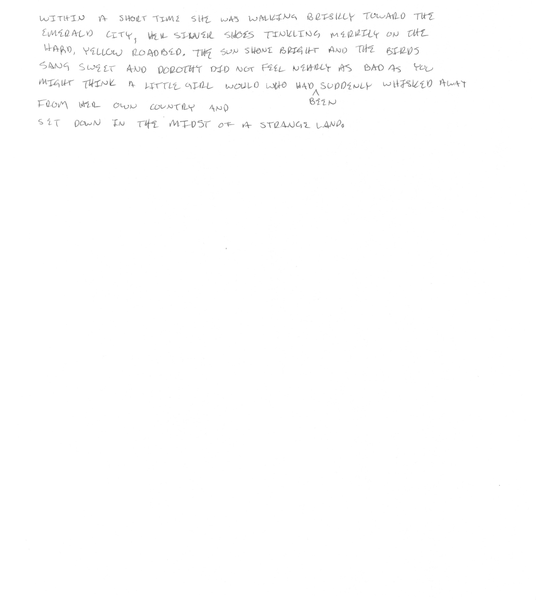 WITHIN A SHORT TIME SHE WAS WALKING BRISKLY TOWARD THE
EMERALD CITY, HER SILVER SHOES TINKLING MERRILY ON THE
HARD, YELLOW ROADBED. THE SUN SHONE BRIGHT AND THE BIRDS
SANG SWEET AND DOROTHY DID NOT FEEL NEARLY AS BAD AS YOU
MIGHT THINK A LITTLE GIRL WOULD WHO HAD SUDDENLY WHISKED AWAY
BEEN
FROM HER OWN COUNTRY AND
SET DOWN IN THE MIDST OF A STRANGE LAND.